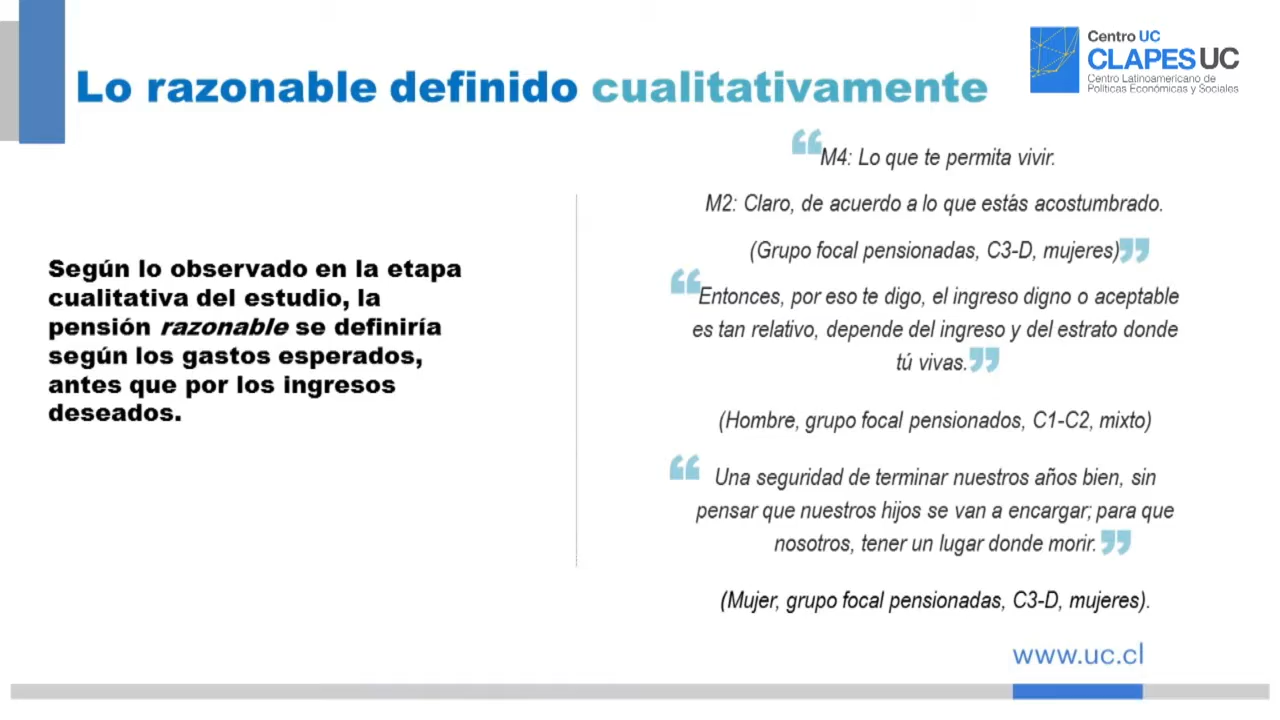 Lo razonable definido cualitativamente
Centro UC
CLAPES UC
Centro Latinoamericano de
Políticas Económicas y Sociales
Según lo observado en la etapa
cualitativa del estudio, la
pensión razonable se definiría
según los gastos esperados,
antes que por los ingresos
deseados.
“M4: Lo que te permita vivir.
M2: Claro, de acuerdo a lo que estás acostumbrado.
(Grupo focal pensionadas, C3-D, mujeres)”
“Entonces, por eso te digo, el ingreso digno o aceptable
es tan relativo, depende del ingreso y del estrato donde
tú vivas.”
(Hombre, grupo focal pensionados, C1-C2, mixto)
“Una seguridad de terminar nuestros años bien, sin
pensar que nuestros hijos se van a encargar; para que
nosotros, tener un lugar donde morir.”
(Mujer, grupo focal pensionadas, C3-D, mujeres).
www.uc.cl